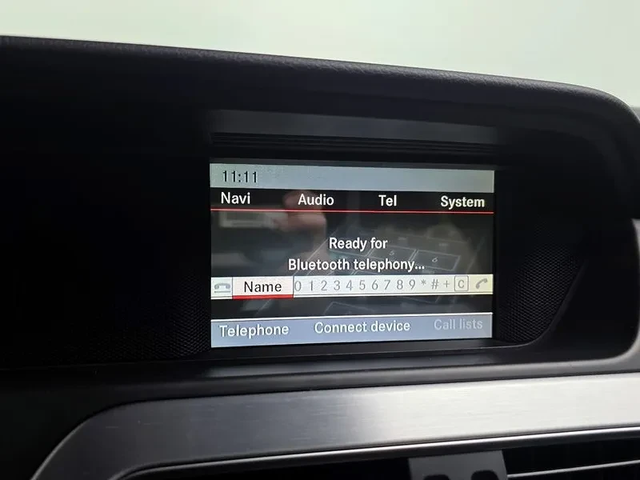 11:11
Navi Audio Tel System
Ready for
Bluetooth telephony...
Name 0 1 2 3 4 5 6 7 8 9 * # + C
Telephone Connect device Call lists